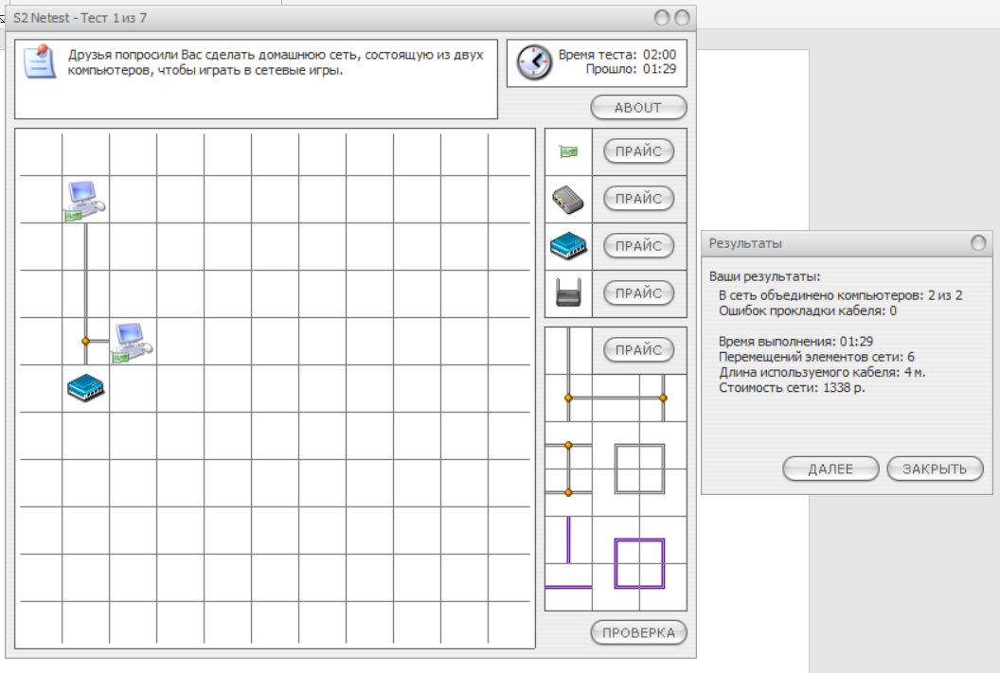 S2 Netest - Тест 1 из 7
Друзья попросили Вас сделать домашнюю сеть, состоящую из двух
компьютеров, чтобы играть в сетевые игры.
Время теста: 02:00
Прошло: 01:29
ABOUT
ПРАЙС
ПРАЙС
ПРАЙС
ПРАЙС
ПРАЙС
ПРОВЕРКА
Результаты
Ваши результаты:
В сеть объединено компьютеров: 2 из 2
Ошибок прокладки кабеля: 0
Время выполнения: 01:29
Перемещений элементов сети: 6
Длина используемого кабеля: 4 м.
Стоимость сети: 1338 р.
ДАЛЕЕ
ЗАКРЫТЬ